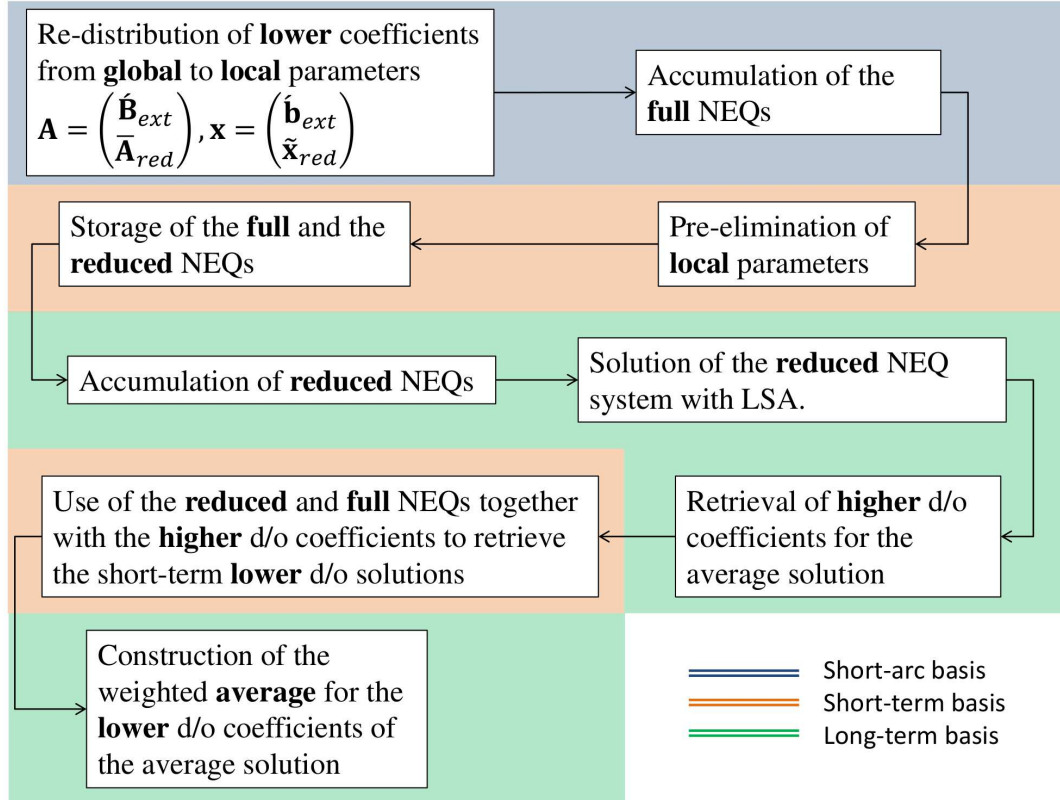 Re-distribution of lower coefficients
from global to local parameters
A = (B́_ext / A̅_red), x = (b́_ext / x̃_red)
Accumulation of the
full NEQs
Pre-elimination of
local parameters
Storage of the full and the
reduced NEQs
Accumulation of reduced NEQs
Solution of the reduced NEQ
system with LSA.
Retrieval of higher d/o
coefficients for the
average solution
Use of the reduced and full NEQs together
with the higher d/o coefficients to retrieve
the short-term lower d/o solutions
Construction of the
weighted average for the
lower d/o coefficients of
the average solution
Short-arc basis
Short-term basis
Long-term basis